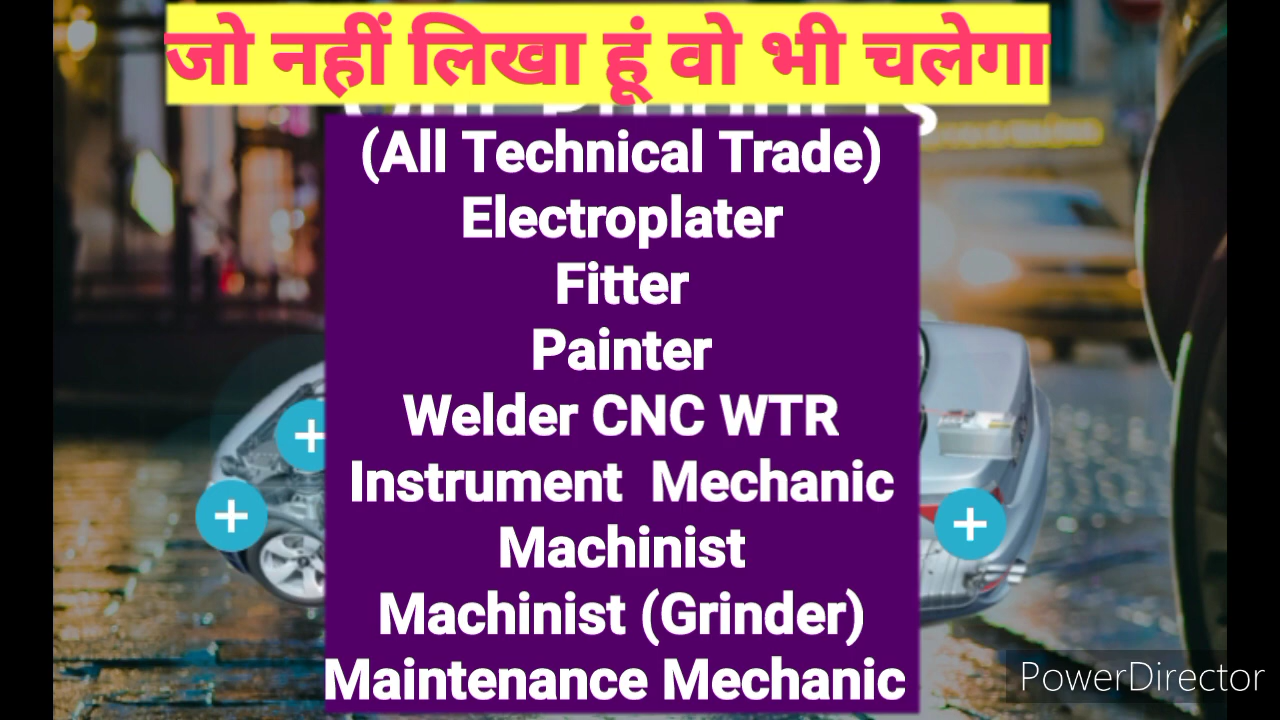 जो नहीं लिखा हूं वो भी चलेगा
(All Technical Trade)
Electroplater
Fitter
Painter
Welder CNC WTR
Instrument  Mechanic
Machinist
Machinist (Grinder)
Maintenance Mechanic
PowerDirector